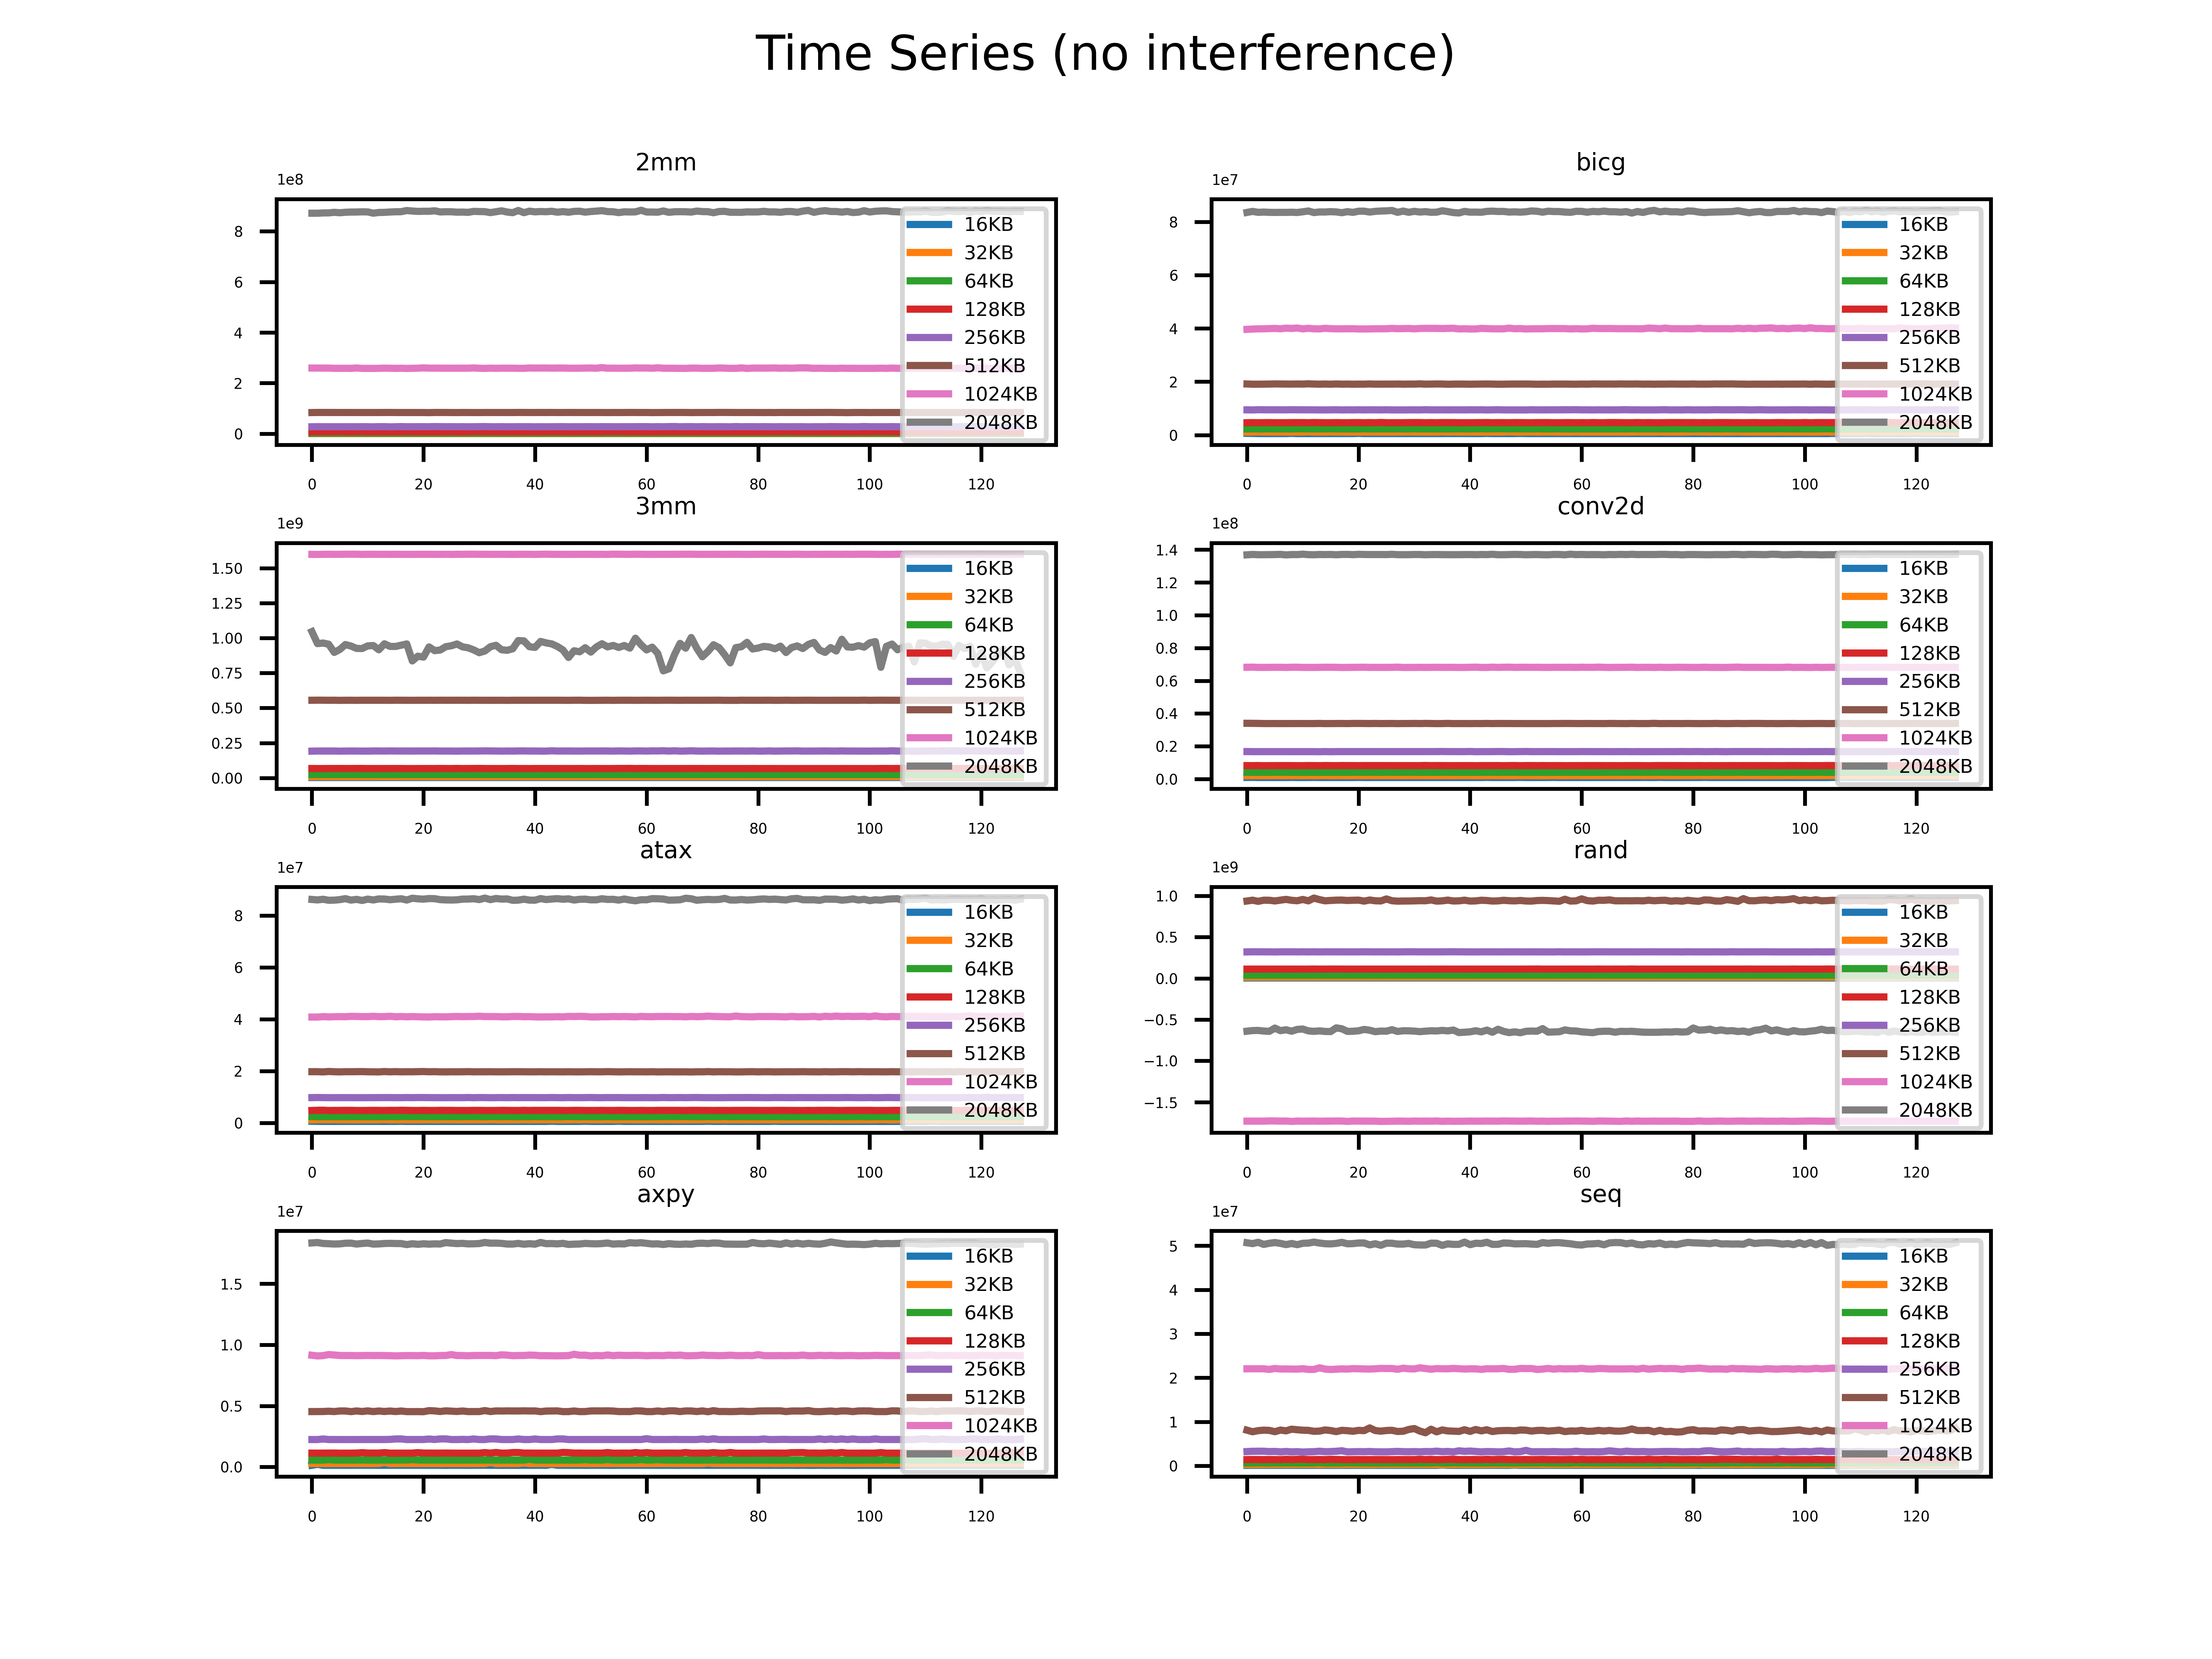 Time Series (no interference)
2mm
1e8
8
6
4
2
0
0 20 40 60 80 100 120
16KB
32KB
64KB
128KB
256KB
512KB
1024KB
2048KB
bicg
1e7
8
6
4
2
0
0 20 40 60 80 100 120
16KB
32KB
64KB
128KB
256KB
512KB
1024KB
2048KB
3mm
1e9
1.50
1.25
1.00
0.75
0.50
0.25
0.00
0 20 40 60 80 100 120
16KB
32KB
64KB
128KB
256KB
512KB
1024KB
2048KB
conv2d
1e8
1.4
1.2
1.0
0.8
0.6
0.4
0.2
0.0
0 20 40 60 80 100 120
16KB
32KB
64KB
128KB
256KB
512KB
1024KB
2048KB
atax
1e7
8
6
4
2
0
0 20 40 60 80 100 120
16KB
32KB
64KB
128KB
256KB
512KB
1024KB
2048KB
rand
1e9
1.0
0.5
0.0
−0.5
−1.0
−1.5
0 20 40 60 80 100 120
16KB
32KB
64KB
128KB
256KB
512KB
1024KB
2048KB
axpy
1e7
1.5
1.0
0.5
0.0
0 20 40 60 80 100 120
16KB
32KB
64KB
128KB
256KB
512KB
1024KB
2048KB
seq
1e7
5
4
3
2
1
0
0 20 40 60 80 100 120
16KB
32KB
64KB
128KB
256KB
512KB
1024KB
2048KB